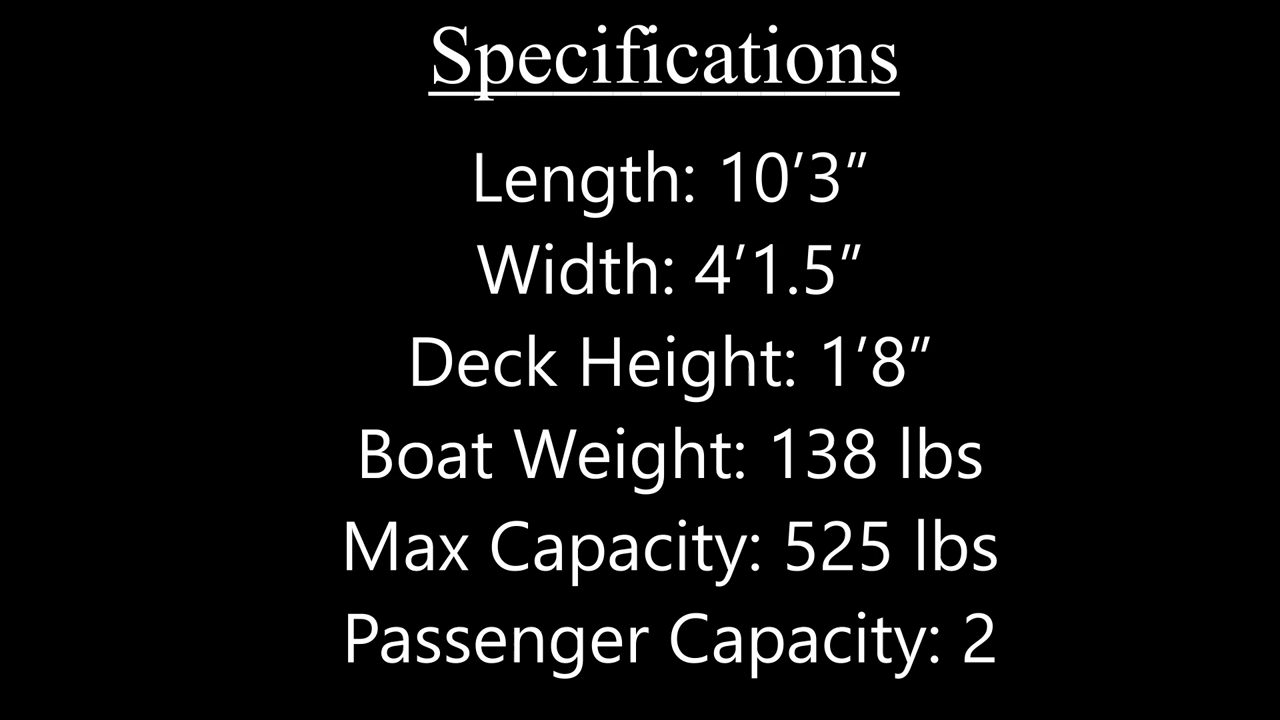 Specifications
Length: 10’3”
Width: 4’1.5”
Deck Height: 1’8”
Boat Weight: 138 lbs
Max Capacity: 525 lbs
Passenger Capacity: 2